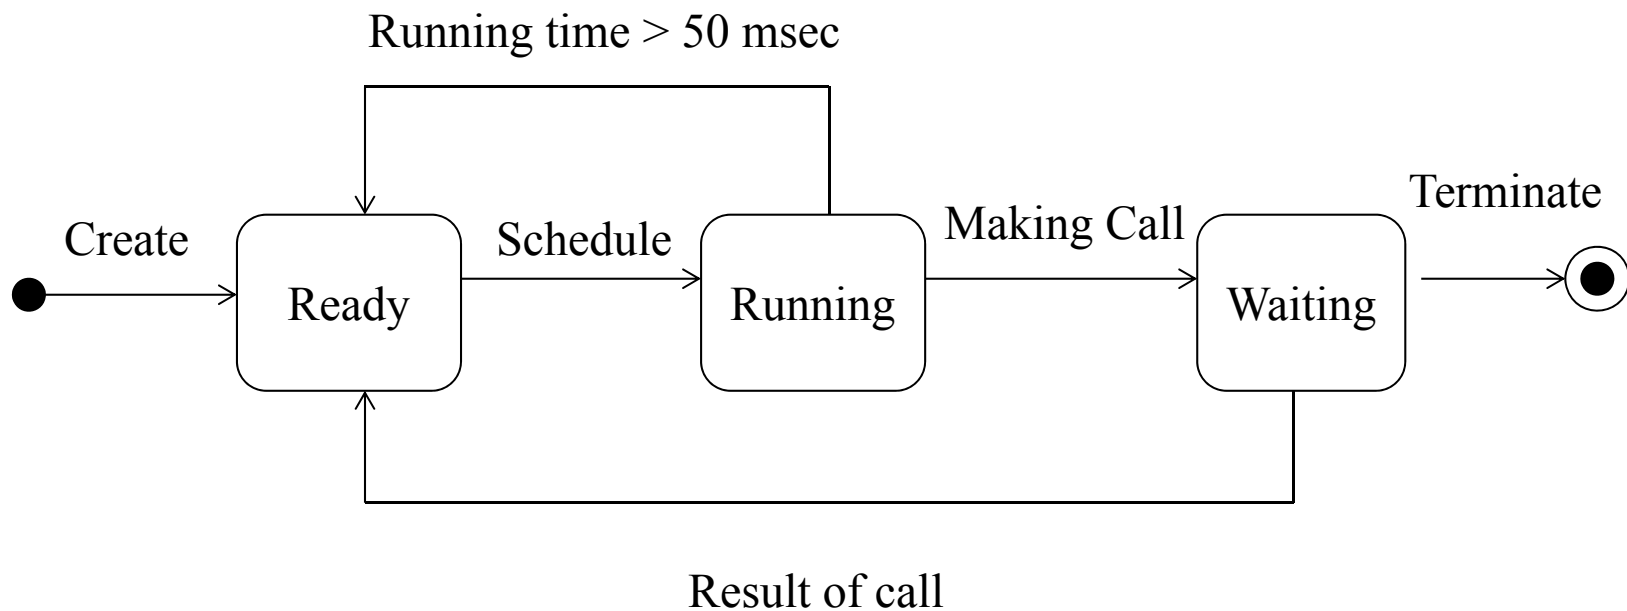 Running time > 50 msec
Create
Schedule
Making Call
Terminate
Ready
Running
Waiting
Result of call